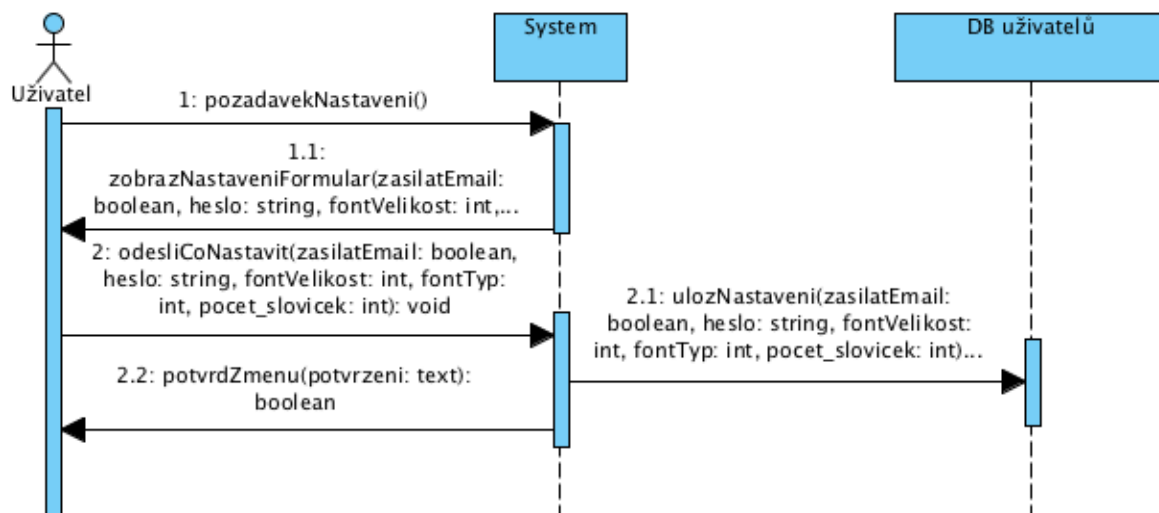 System
DB uživatelů
Uživatel
1: pozadavekNastaveni()
1.1:
zobrazNastaveniFormular(zasilatEmail:
boolean, heslo: string, fontVelikost: int,...
2: odesliCoNastavit(zasilatEmail: boolean,
heslo: string, fontVelikost: int, fontTyp:
int, pocet_slovicek: int): void
2.1: ulozNastaveni(zasilatEmail:
boolean, heslo: string, fontVelikost:
int, fontTyp: int, pocet_slovicek: int)...
2.2: potvrdZmenu(potvrzeni: text):
boolean